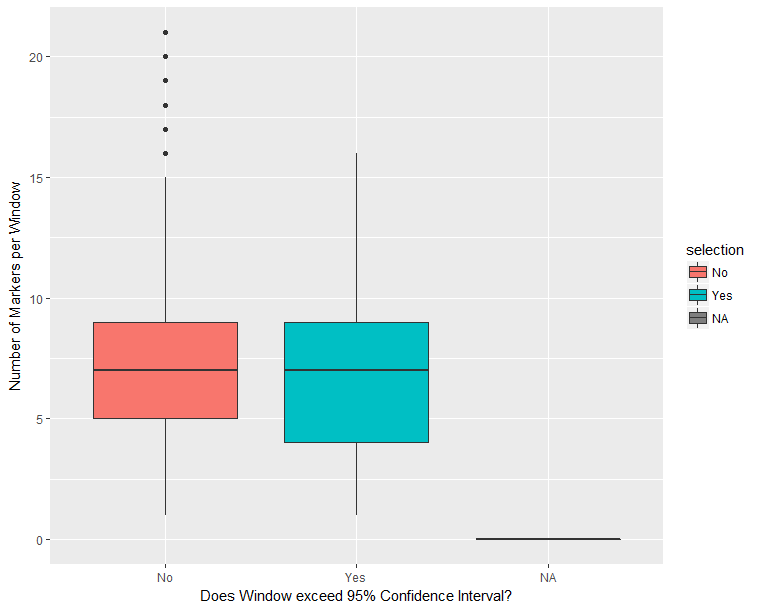 20
15
10
5
0
Number of Markers per Window
No Yes NA
Does Window exceed 95% Confidence Interval?
selection
No
Yes
NA